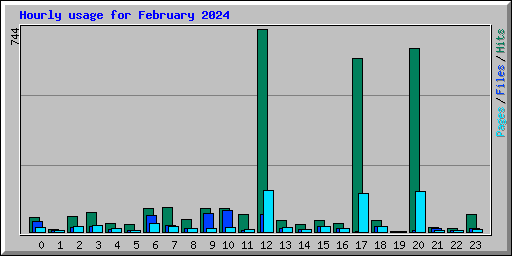 Hourly usage for February 2024
744
Pages/Files/Hits
0 1 2 3 4 5 6 7 8 9 10 11 12 13 14 15 16 17 18 19 20 21 22 23